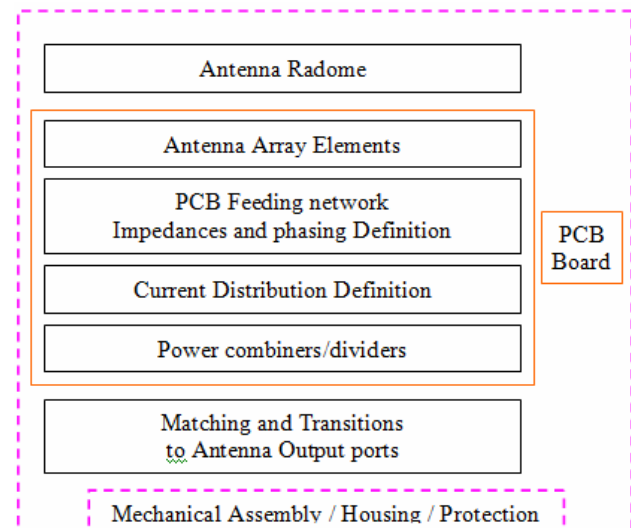 Antenna Radome
Antenna Array Elements
PCB Feeding network
Impedances and phasing Definition
PCB
Board
Current Distribution Definition
Power combiners/dividers
Matching and Transitions
to Antenna Output ports
Mechanical Assembly / Housing / Protection